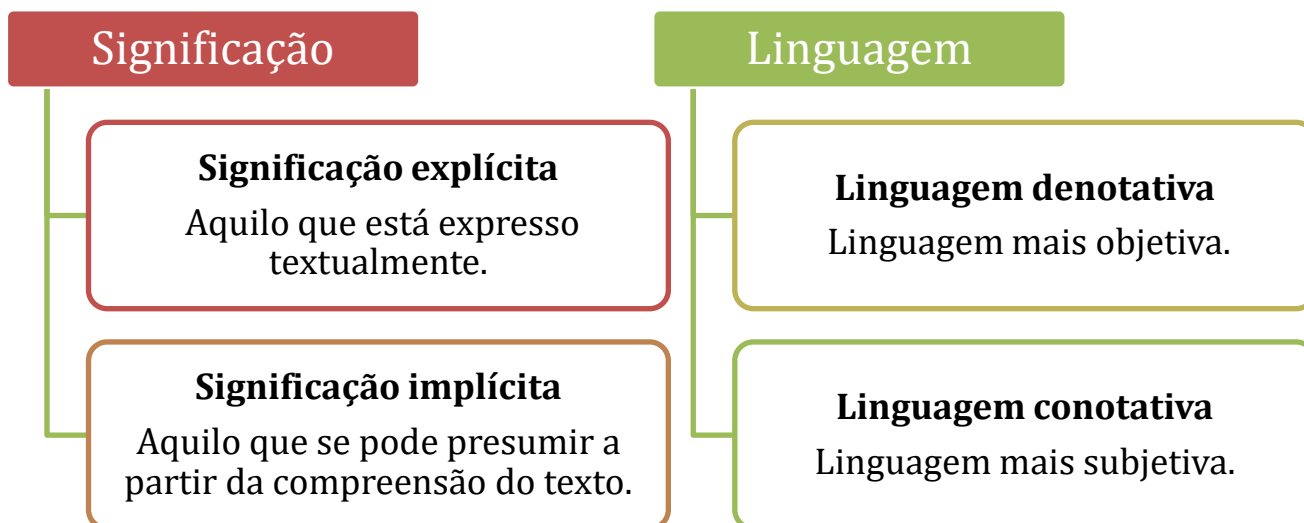 Significação
Significação explícita
Aquilo que está expresso
textualmente.
Significação implícita
Aquilo que se pode presumir a
partir da compreensão do texto.
Linguagem
Linguagem denotativa
Linguagem mais objetiva.
Linguagem conotativa
Linguagem mais subjetiva.